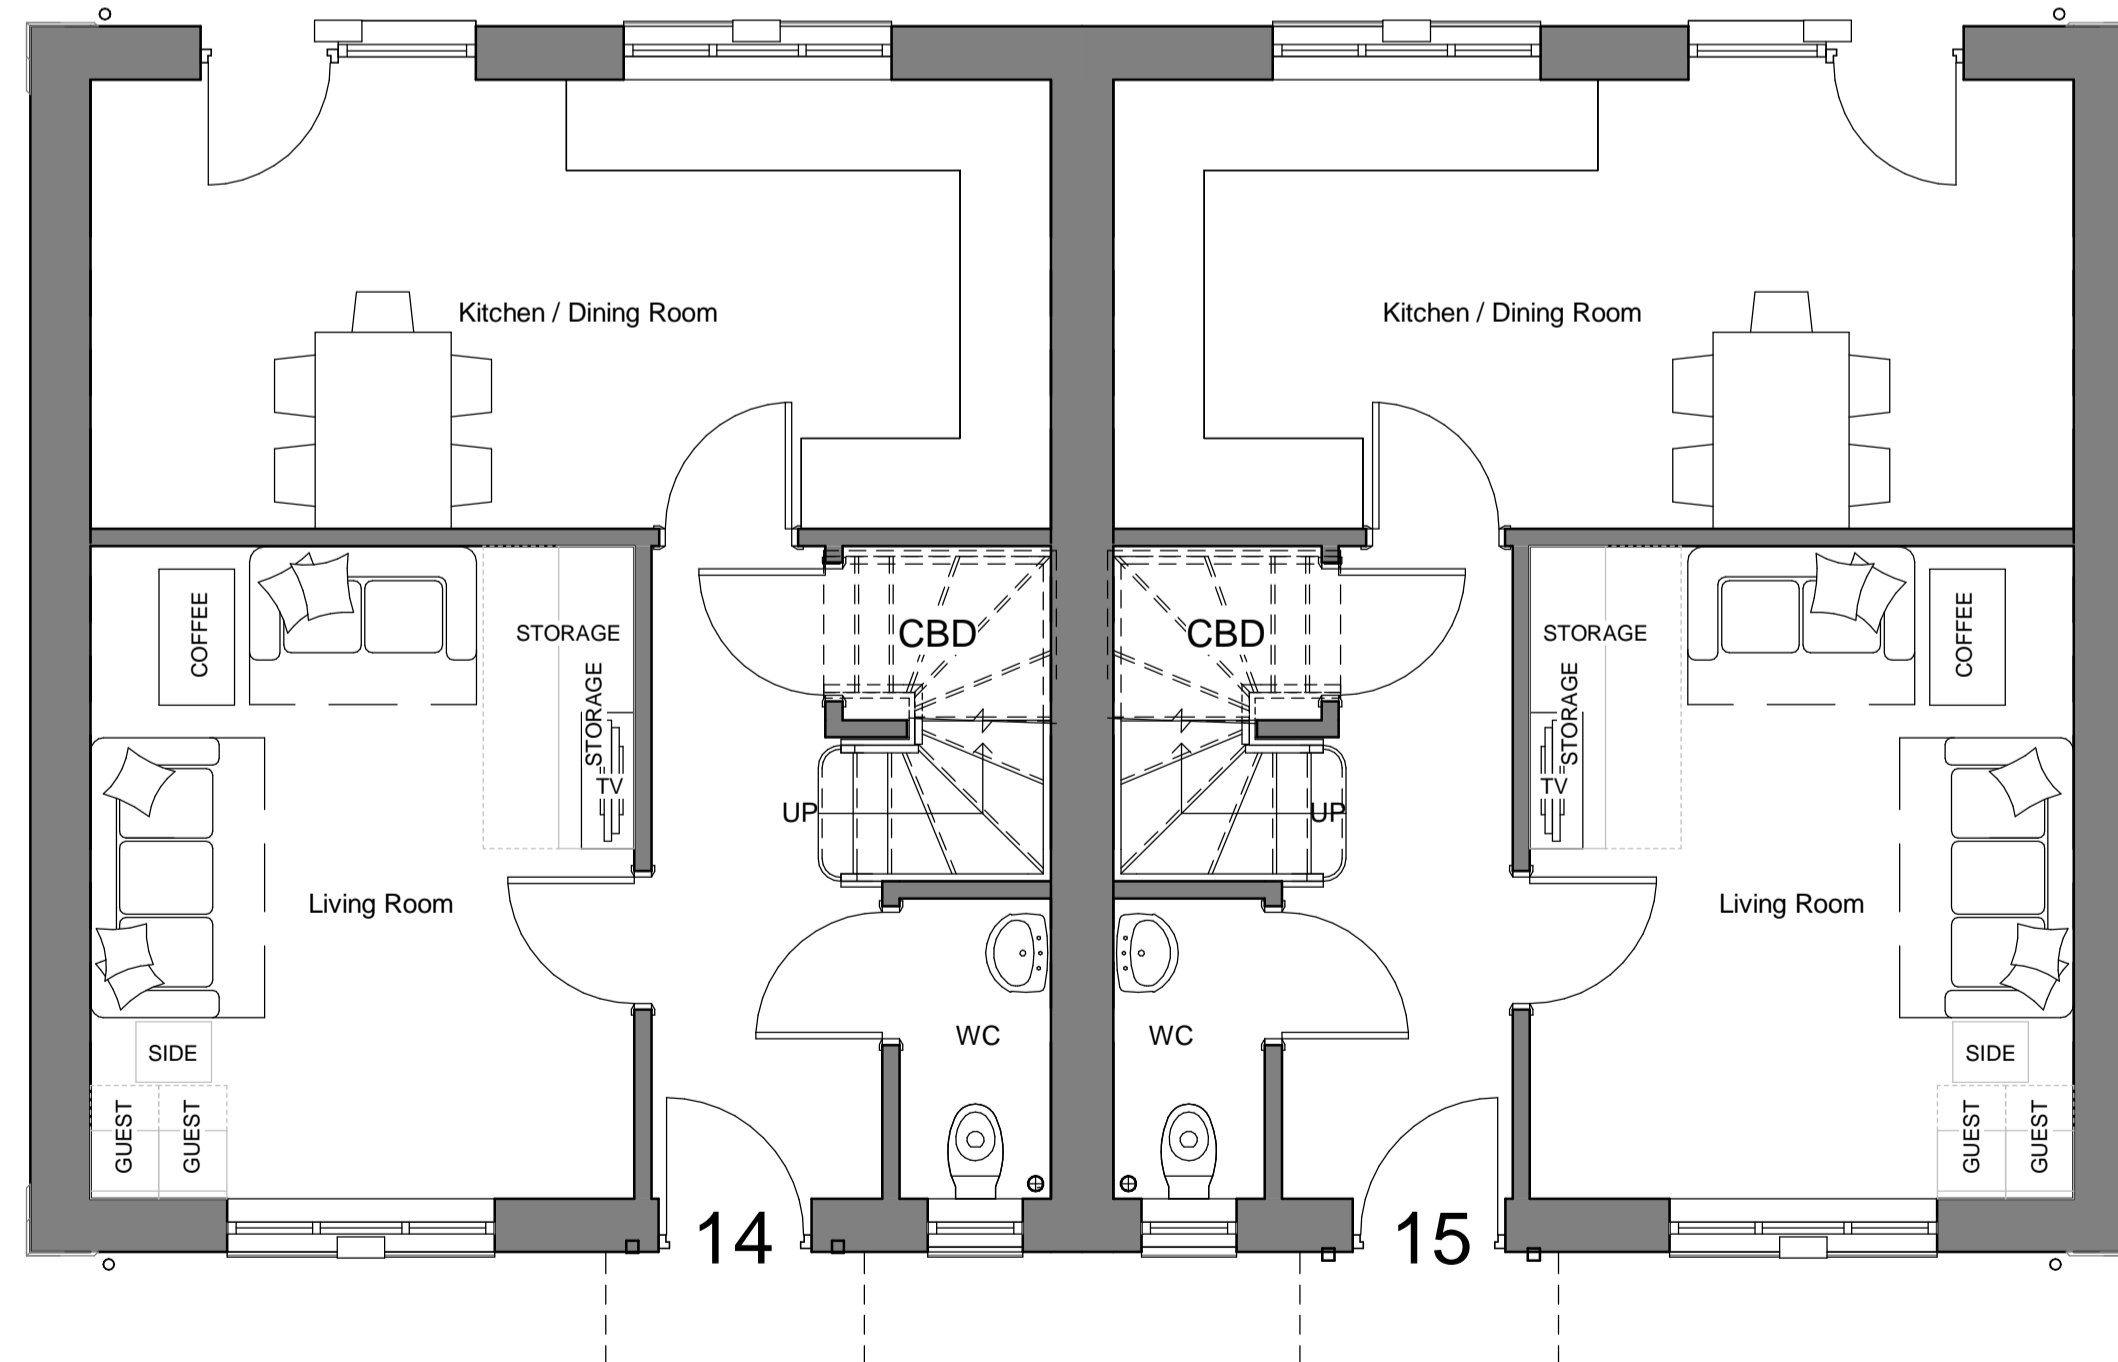 Kitchen / Dining Room
Kitchen / Dining Room
COFFEE
STORAGE
STORAGE
TV
CBD
CBD
STORAGE
STORAGE
TV
COFFEE
UP
UP
Living Room
Living Room
WC
WC
SIDE
SIDE
GUEST
GUEST
GUEST
GUEST
14
15